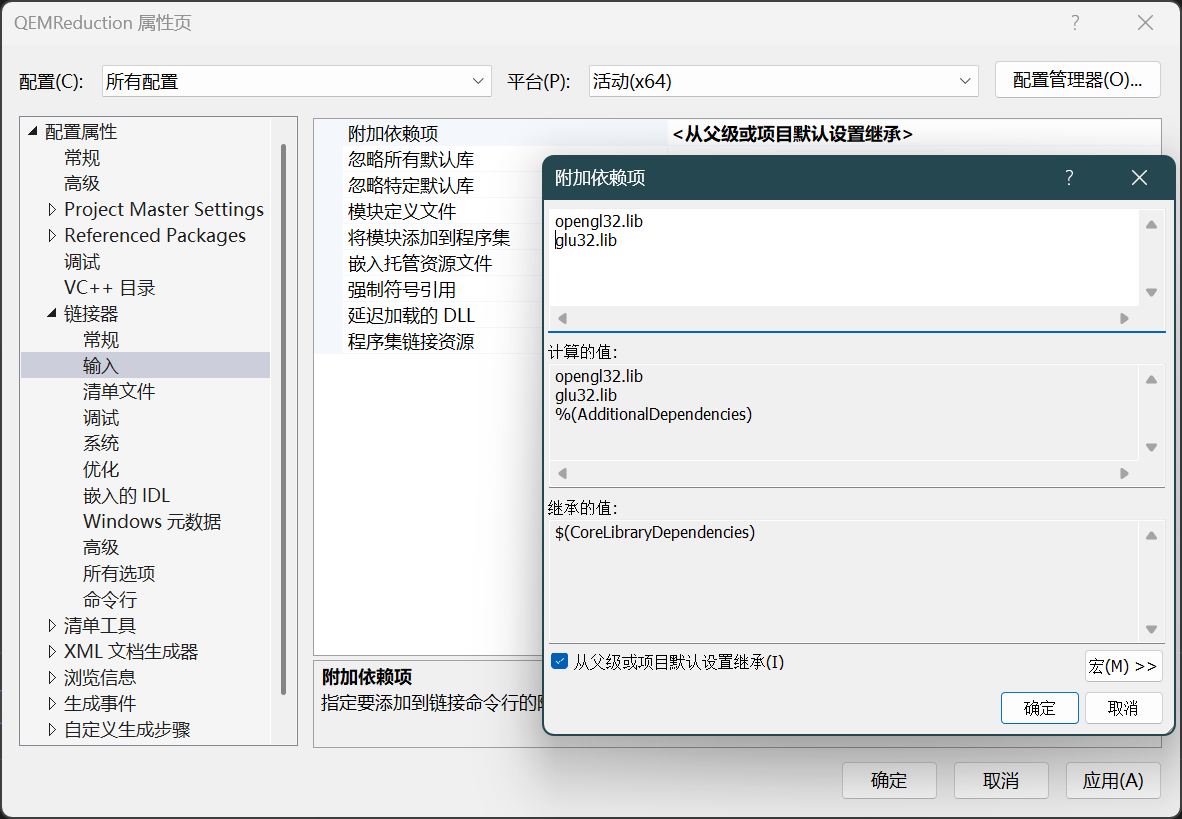 QEMReduction 属性页
配置(C): 所有配置 平台(P): 活动(x64) 配置管理器(O)...
配置属性
常规
高级
Project Master Settings
Referenced Packages
调试
VC++ 目录
链接器
常规
输入
清单文件
调试
系统
优化
嵌入的 IDL
Windows 元数据
高级
所有选项
命令行
清单工具
XML 文档生成器
浏览信息
生成事件
自定义生成步骤
附加依赖项 <从父级或项目默认设置继承>
忽略所有默认库
忽略特定默认库
模块定义文件
将模块添加到程序集
嵌入托管资源文件
强制符号引用
延迟加载的 DLL
程序集链接资源
附加依赖项
指定要添加到链接命令行的
附加依赖项
opengl32.lib
glu32.lib
计算的值:
opengl32.lib
glu32.lib
%(AdditionalDependencies)
继承的值:
$(CoreLibraryDependencies)
从父级或项目默认设置继承(I)
宏(M) >>
确定 取消
确定 取消 应用(A)